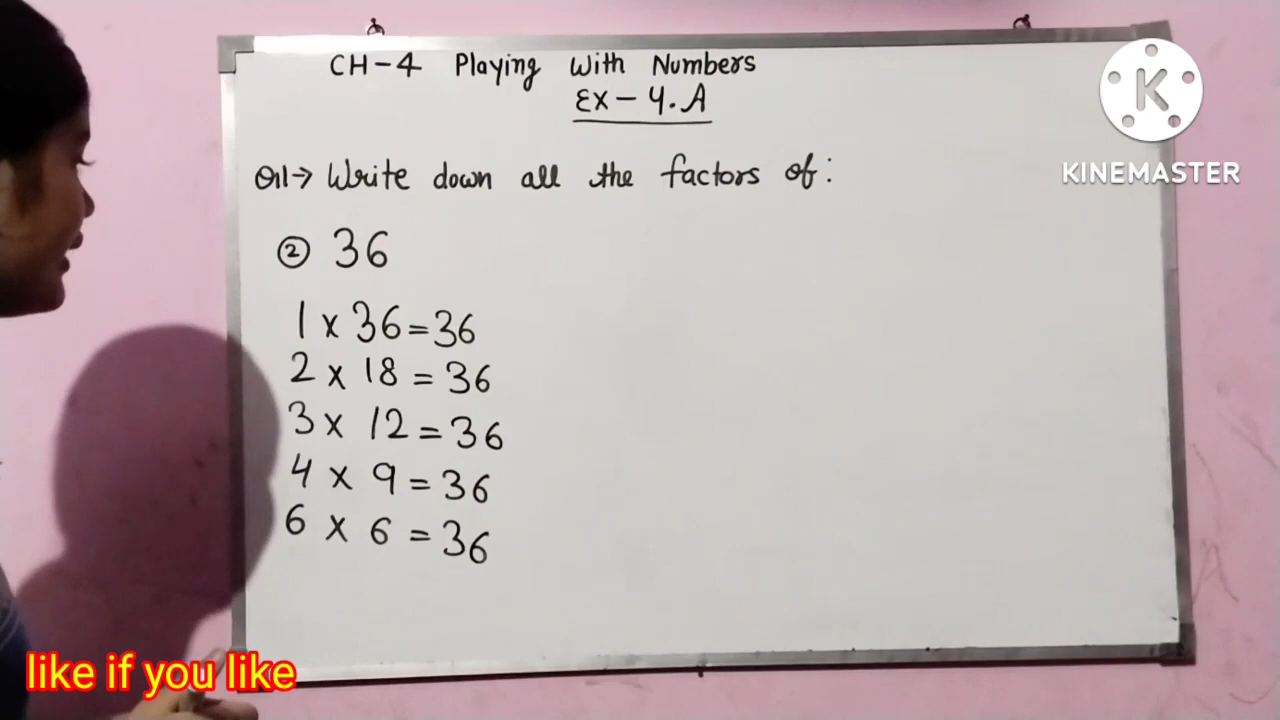 CH-4 Playing With Numbers
Ex-4.A
Q1→ Write down all the factors of:
② 36
1 x 36=36
2 x 18 = 36
3 x 12 = 36
4 x 9 = 36
6 x 6 = 36
K
KINEMASTER
like if you like